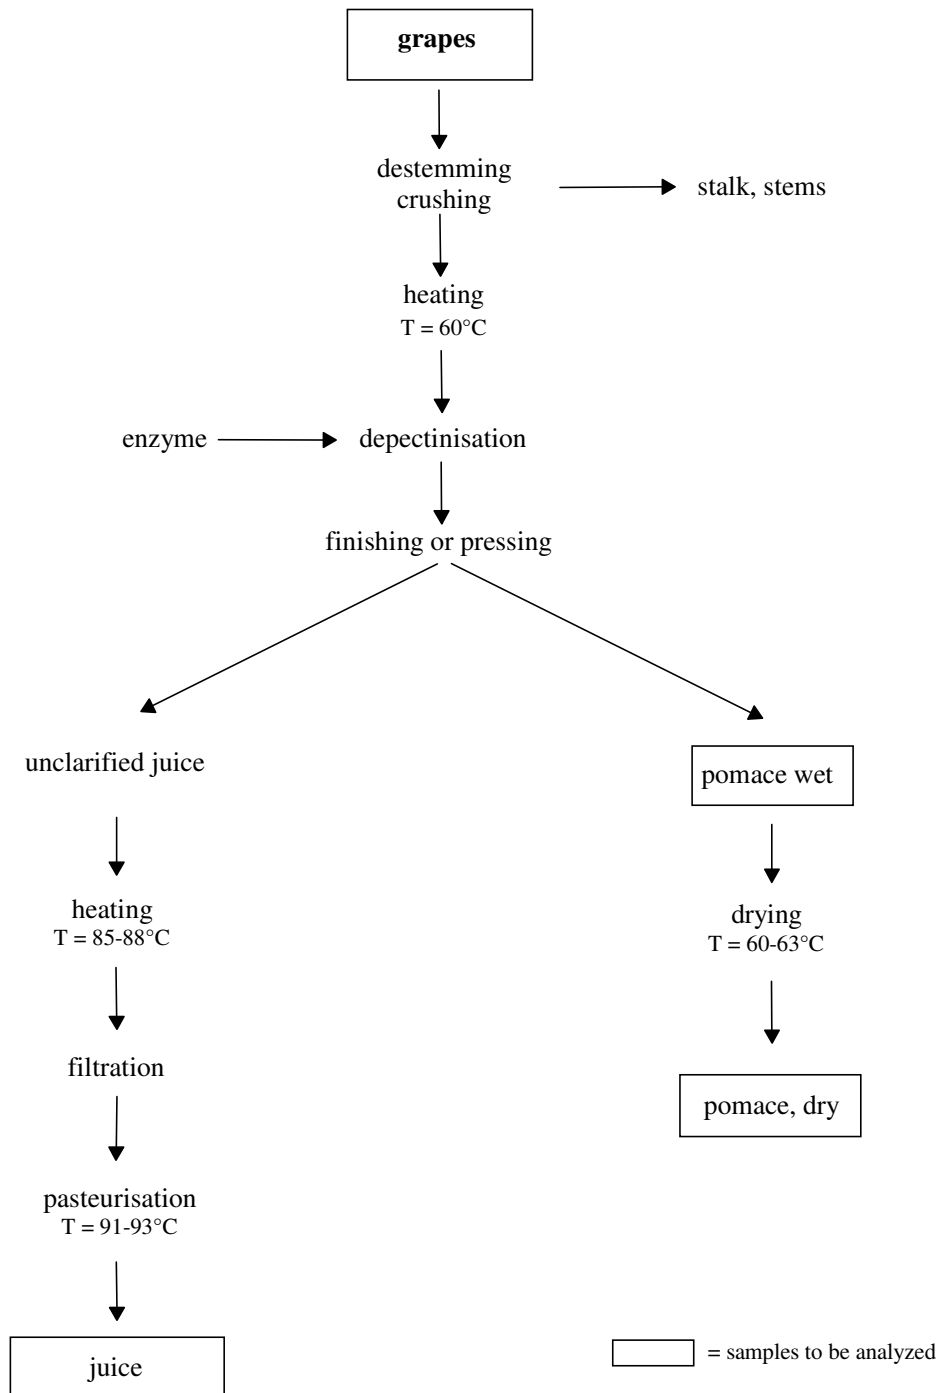 grapes
destemming
crushing
stalk, stems
heating
T = 60°C
enzyme
depectinisation
finishing or pressing
unclarified juice
pomace wet
heating
T = 85-88°C
drying
T = 60-63°C
filtration
pomace, dry
pasteurisation
T = 91-93°C
juice
= samples to be analyzed